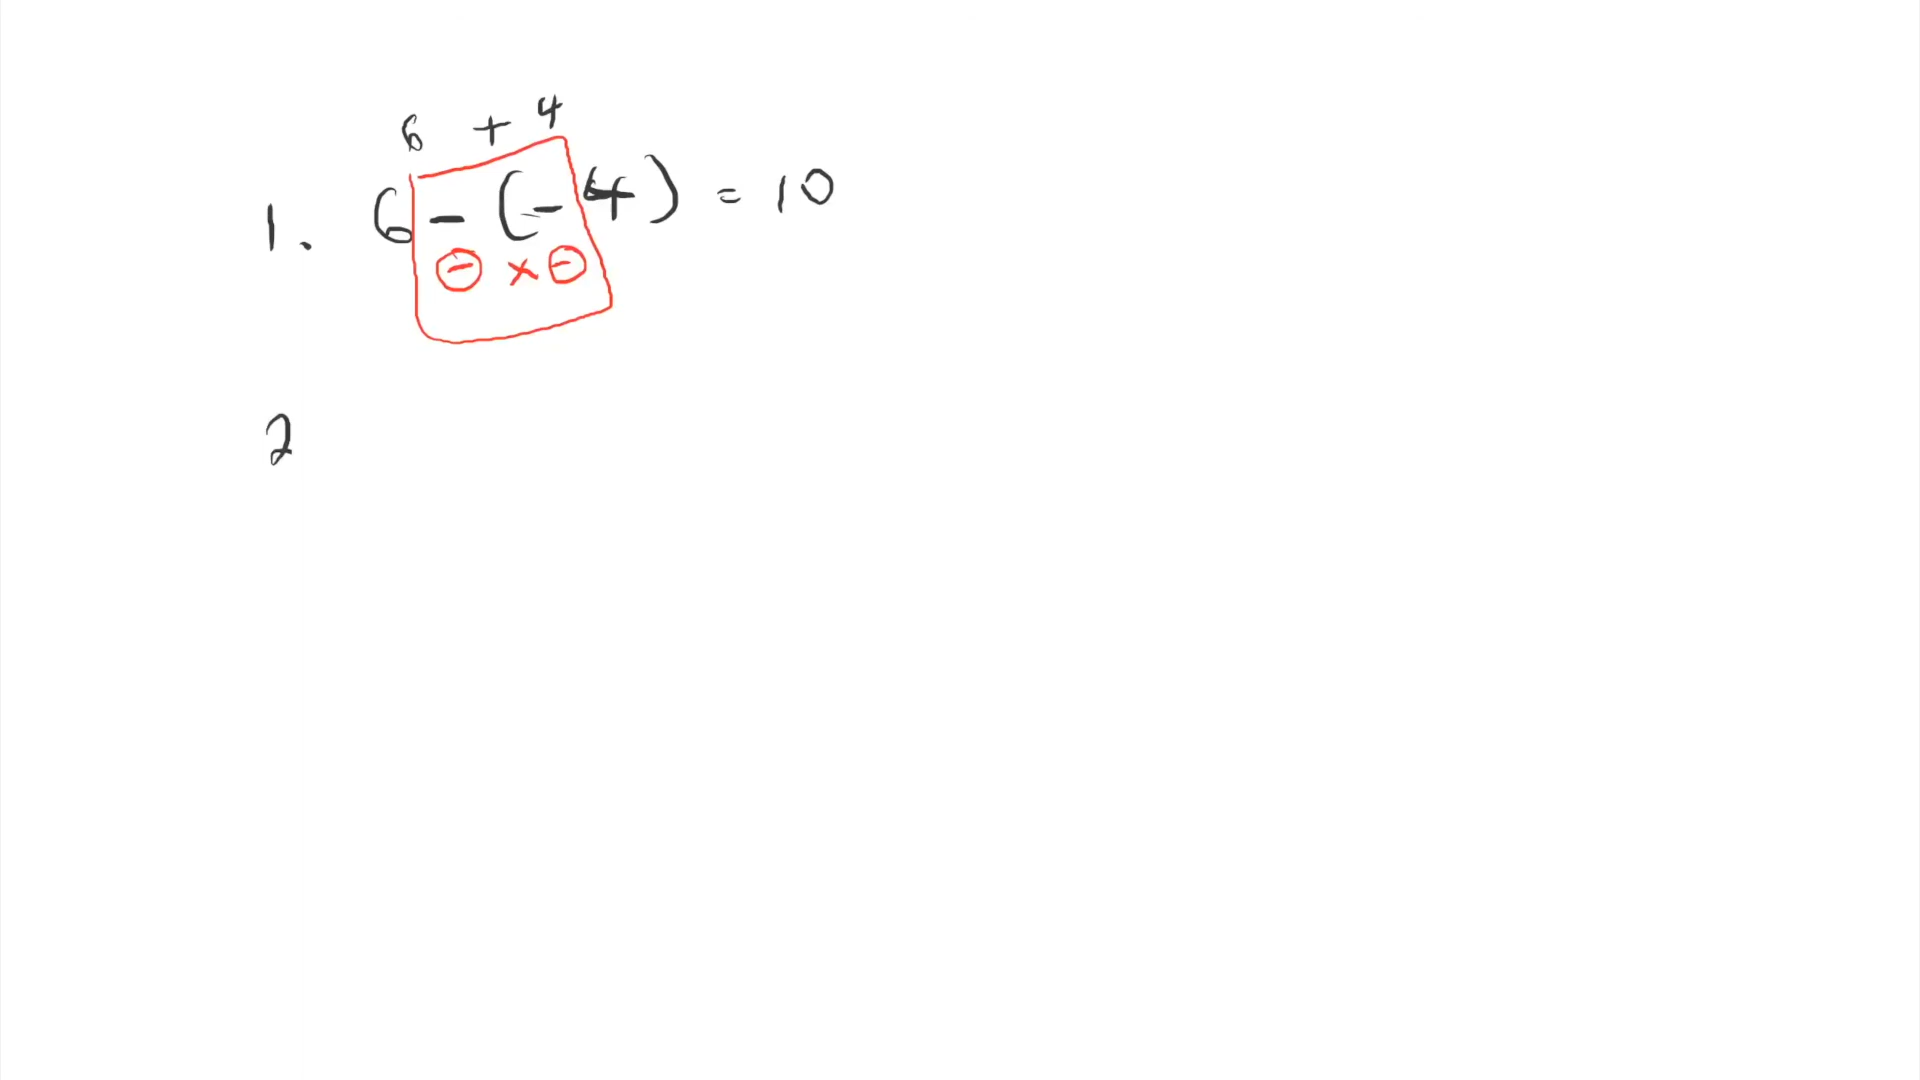 6 + 4
1. 6 - (-4) = 10
⊖ × ⊖
2